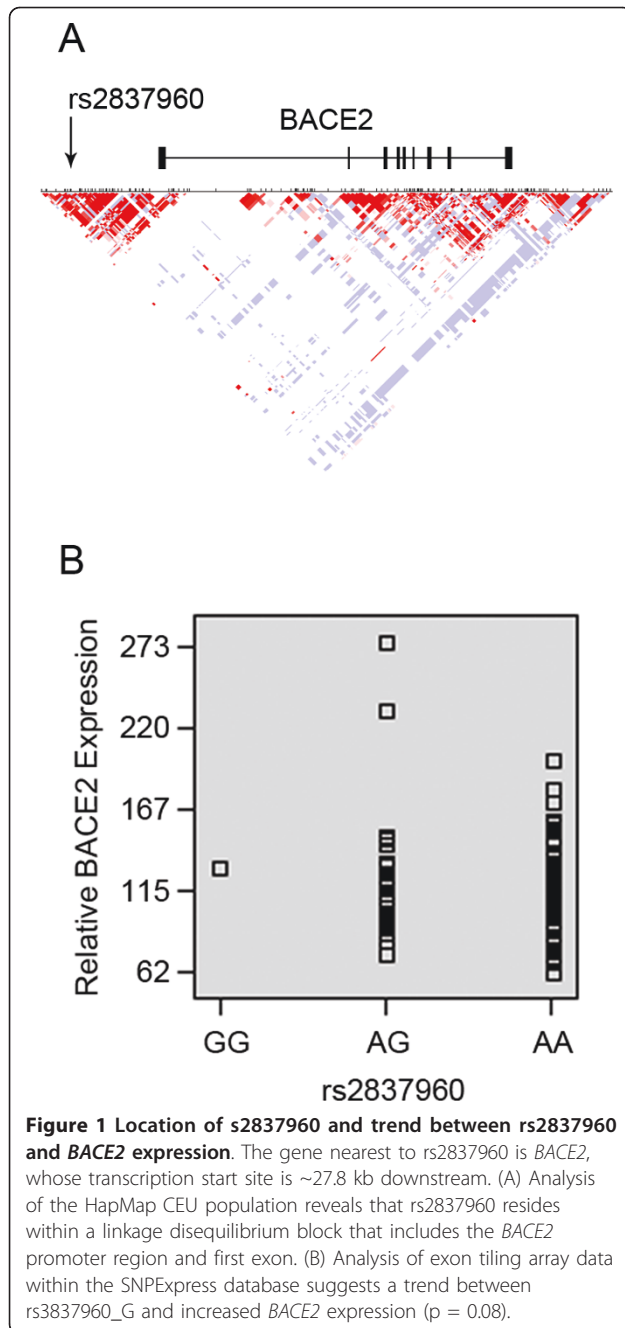 A
rs2837960
BACE2
B
Relative BACE2 Expression
273
220
167
115
62
GG AG AA
rs2837960
Figure 1 Location of s2837960 and trend between rs2837960
and BACE2 expression. The gene nearest to rs2837960 is BACE2,
whose transcription start site is ~27.8 kb downstream. (A) Analysis
of the HapMap CEU population reveals that rs2837960 resides
within a linkage disequilibrium block that includes the BACE2
promoter region and first exon. (B) Analysis of exon tiling array data
within the SNPExpress database suggests a trend between
rs3837960_G and increased BACE2 expression (p = 0.08).